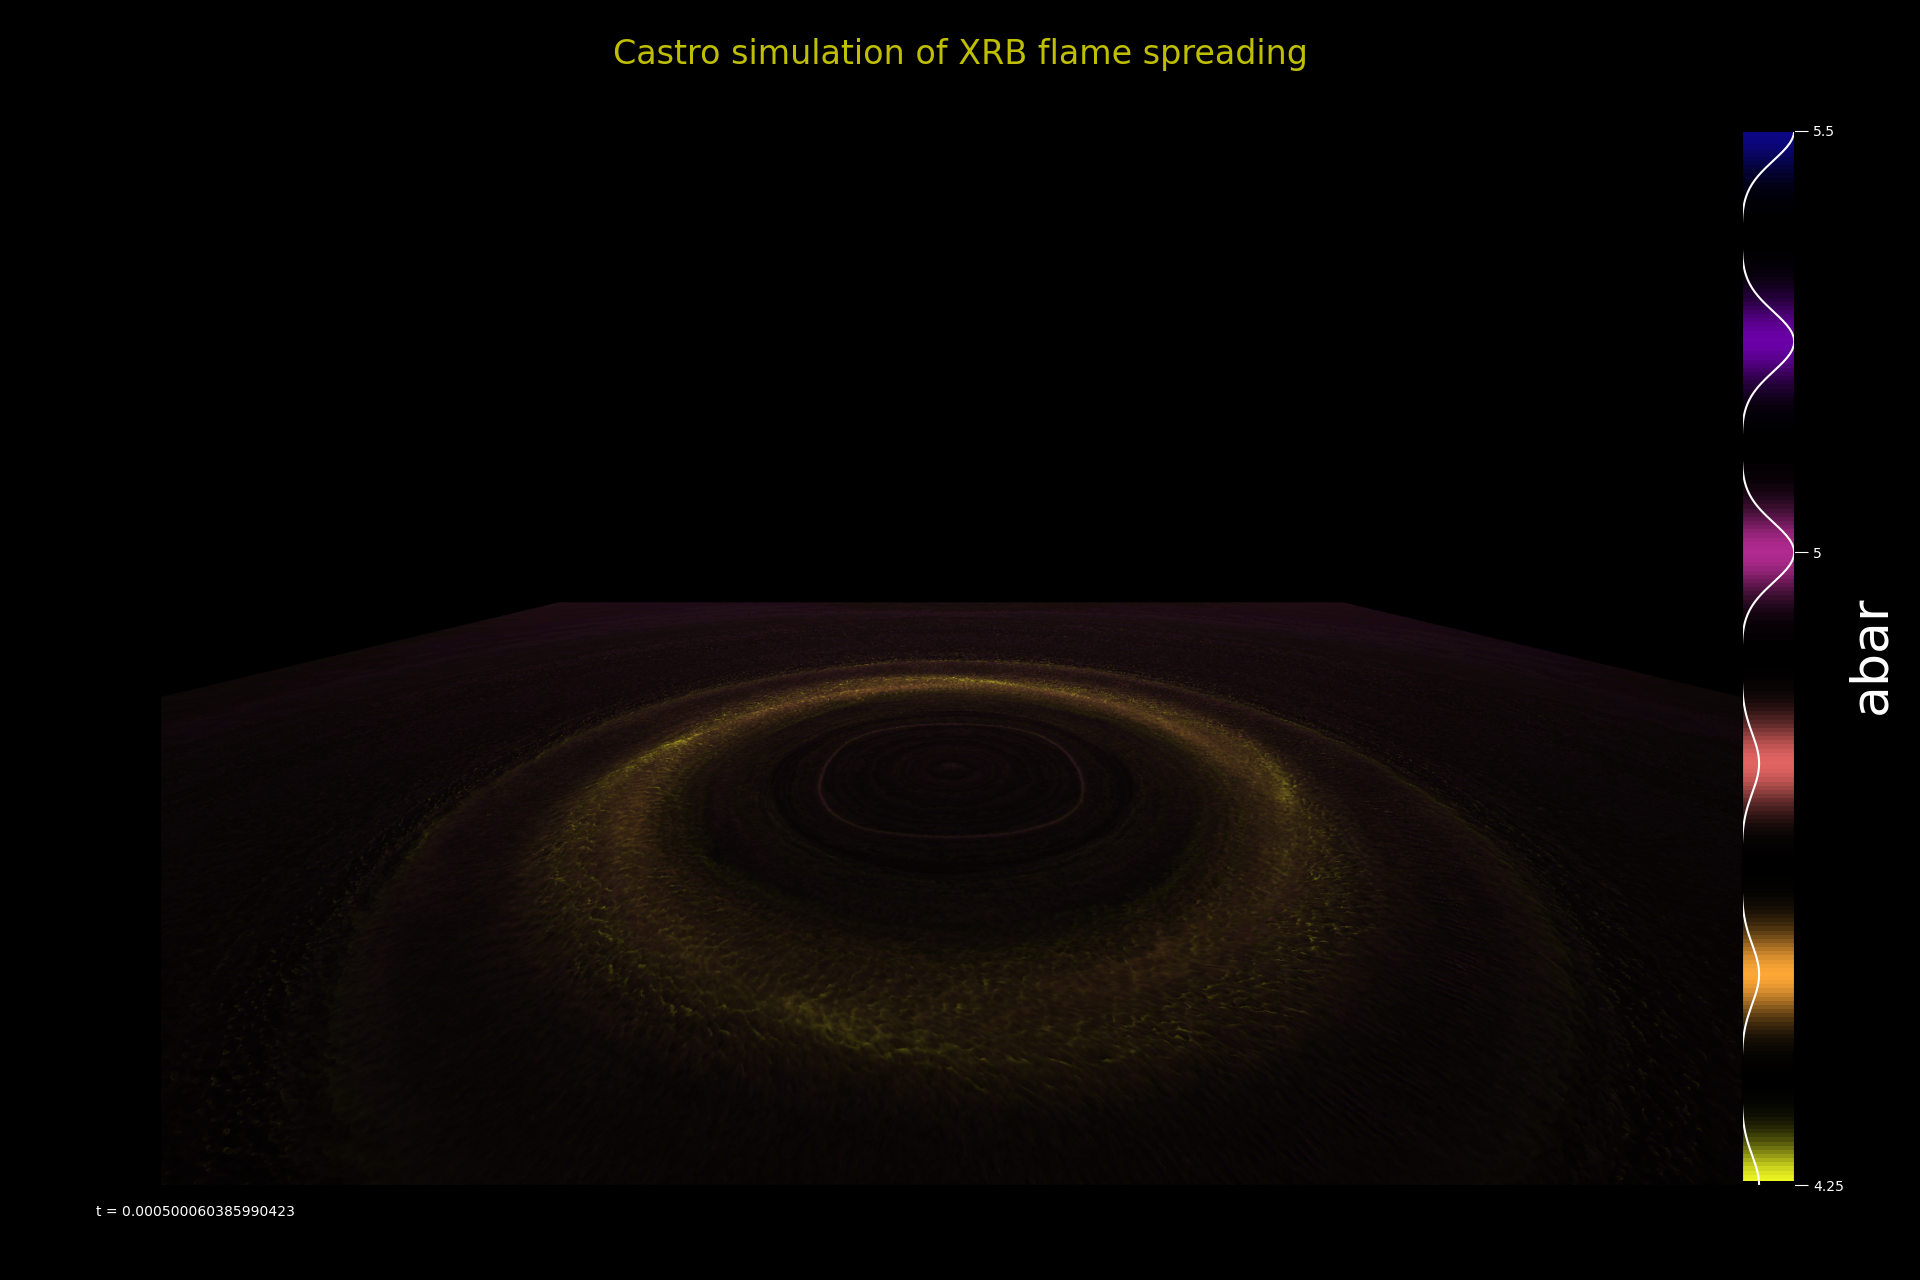 Castro simulation of XRB flame spreading
5.5
5
abar
4.25
t = 0.000500060385990423